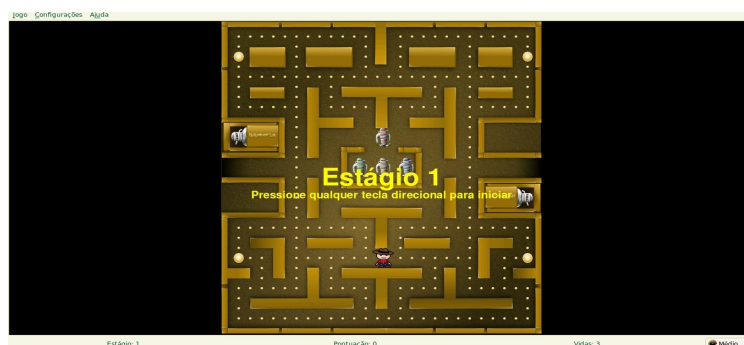 Jogo Configurações Ajuda
Estágio 1
Pressione qualquer tecla direcional para iniciar
Estágio: 1 Pontuação: 0 Vidas: 3 Médio